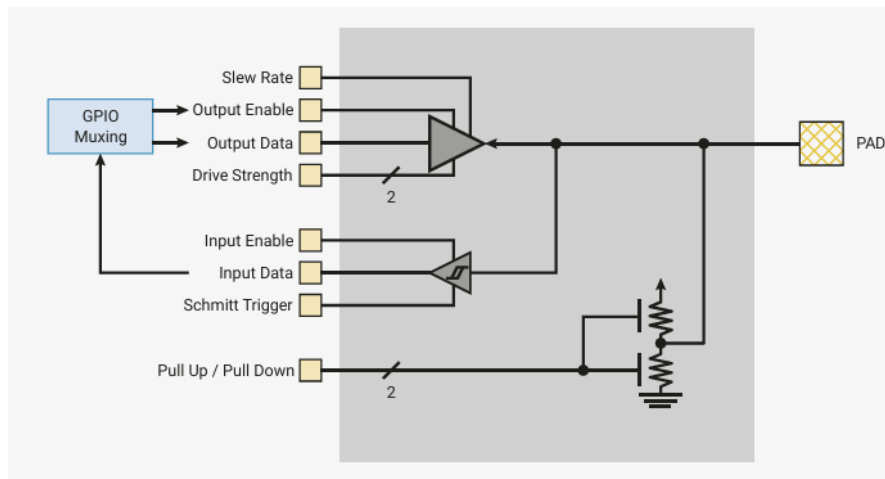 Slew Rate
GPIO
Muxing
Output Enable
Output Data
PAD
Drive Strength
2
Input Enable
Input Data
Schmitt Trigger
Pull Up / Pull Down
2